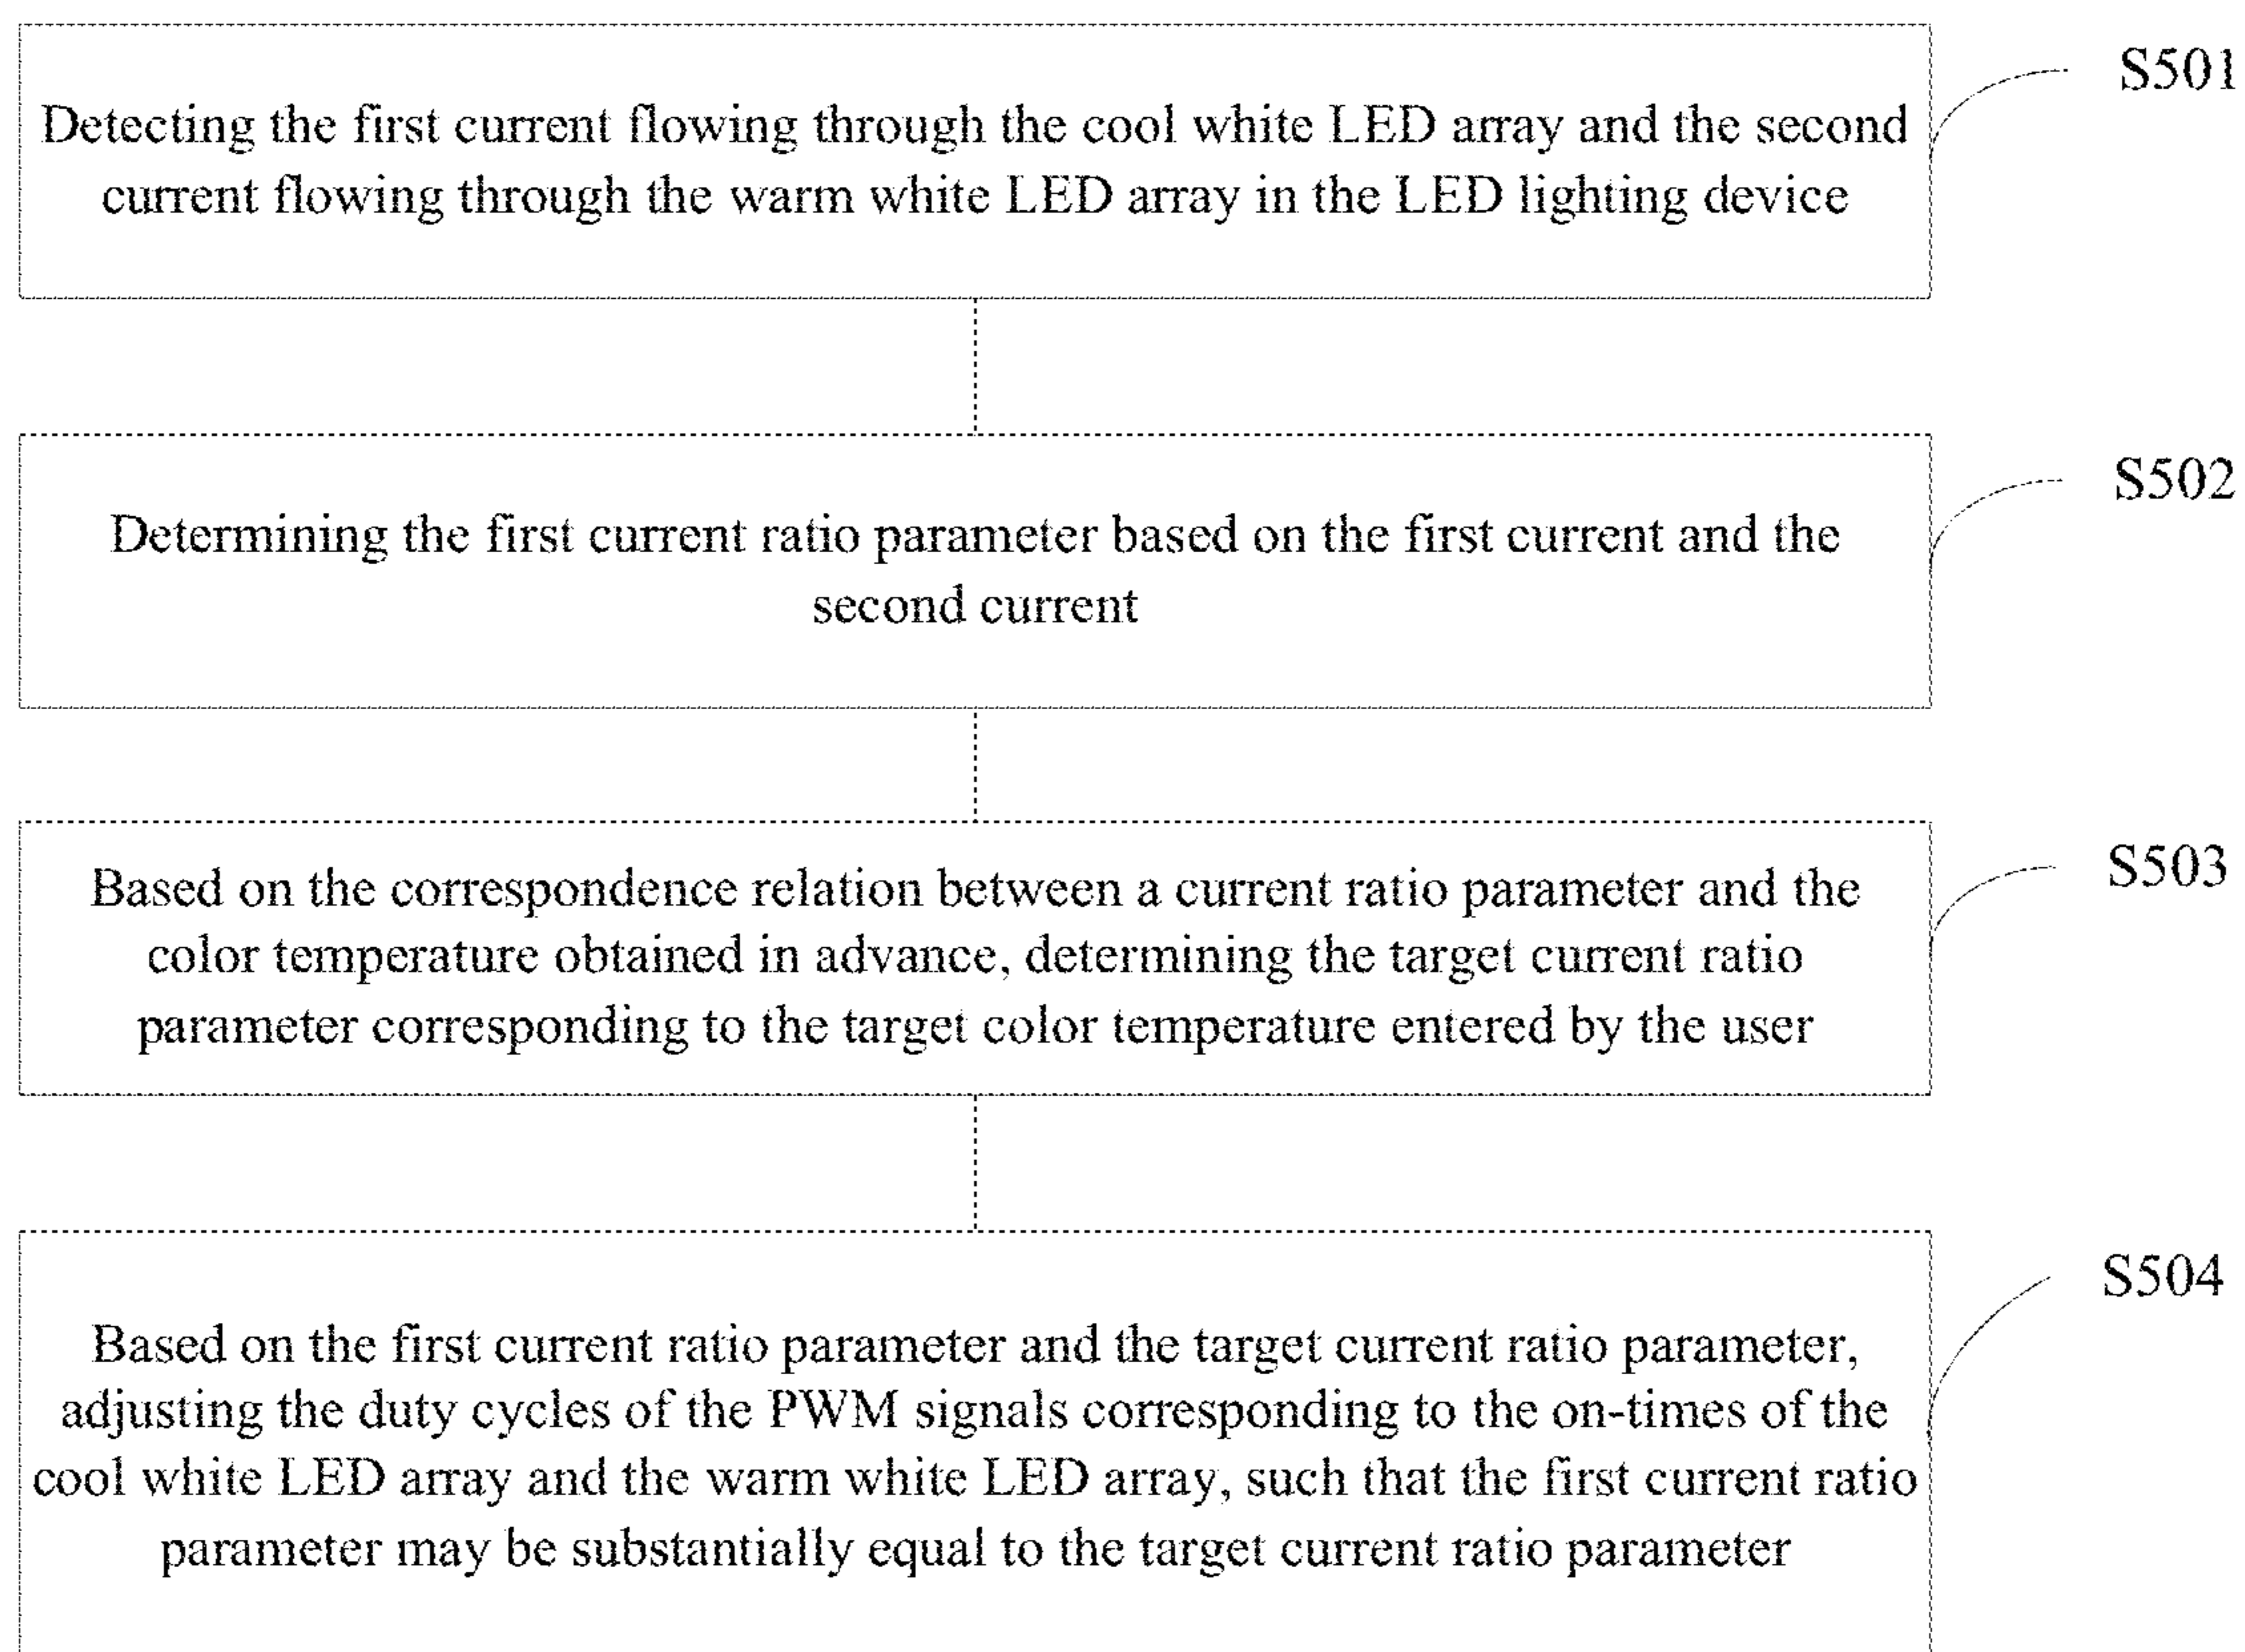 S501
Detecting the first current flowing through the cool white LED array and the second
current flowing through the warm white LED array in the LED lighting device
S502
Determining the first current ratio parameter based on the first current and the
second current
S503
Based on the correspondence relation between a current ratio parameter and the
color temperature obtained in advance, determining the target current ratio
parameter corresponding to the target color temperature entered by the user
S504
Based on the first current ratio parameter and the target current ratio parameter,
adjusting the duty cycles of the PWM signals corresponding to the on-times of the
cool white LED array and the warm white LED array, such that the first current ratio
parameter may be substantially equal to the target current ratio parameter